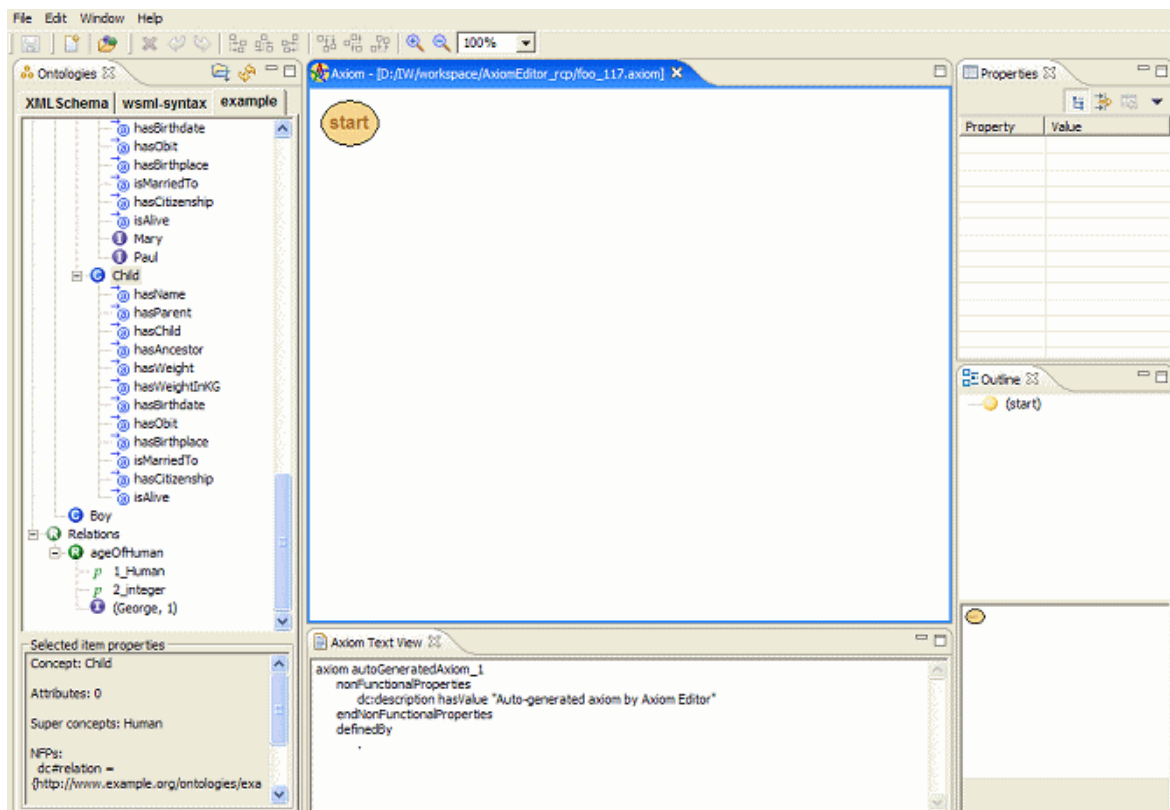 File Edit Window Help
100%
Ontologies
XMLSchema wsml-syntax example
hasBirthdate
hasObit
hasBirthplace
isMarriedTo
hasCitizenship
isAlive
Mary
Paul
Child
hasName
hasParent
hasChild
hasAncestor
hasWeight
hasWeightInKG
hasBirthdate
hasObit
hasBirthplace
isMarriedTo
hasCitizenship
isAlive
Boy
Relations
ageOfHuman
p 1_Human
p 2_integer
(George, 1)
Selected item properties
Concept: Child
Attributes: 0
Super concepts: Human
NFPs:
dc#relation =
{http://www.example.org/ontologies/exa
Axiom - [D:/IW/workspace/AxiomEditor_rcp/foo_117.axiom]
start
Axiom Text View
axiom autoGeneratedAxiom_1
nonFunctionalProperties
dc:description hasValue "Auto-generated axiom by Axiom Editor"
endNonFunctionalProperties
definedBy
.
Properties
Property Value
Outline
(start)